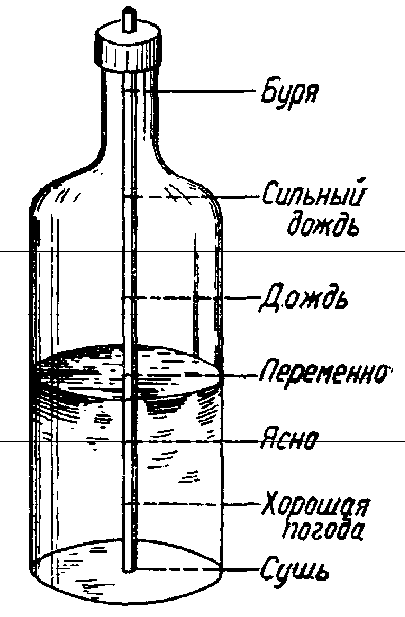 Буря
Сильный
дождь
Дождь
Переменно
Ясно
Хорошая
погода
Сушь